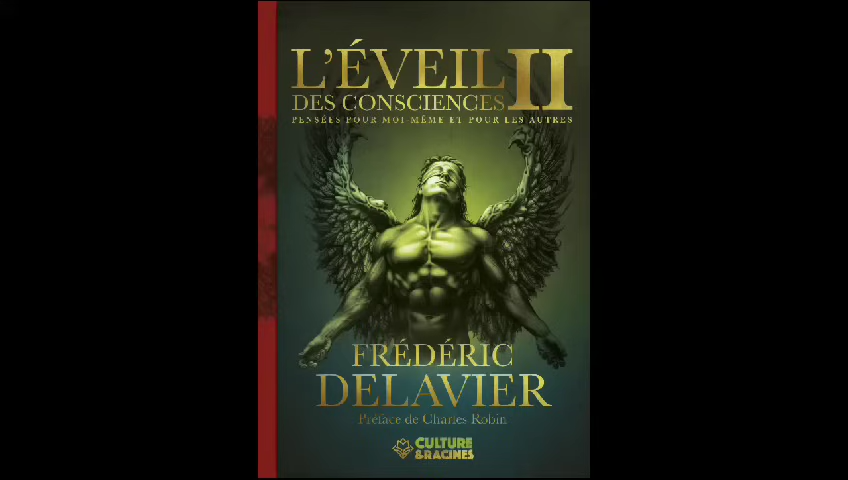 L'ÉVEIL II
DES CONSCIENCES
PENSÉES POUR MOI-MÊME ET POUR LES AUTRES
FRÉDÉRIC
DELAVIER
Préface de Charles Robin
CULTURE
&RACINES